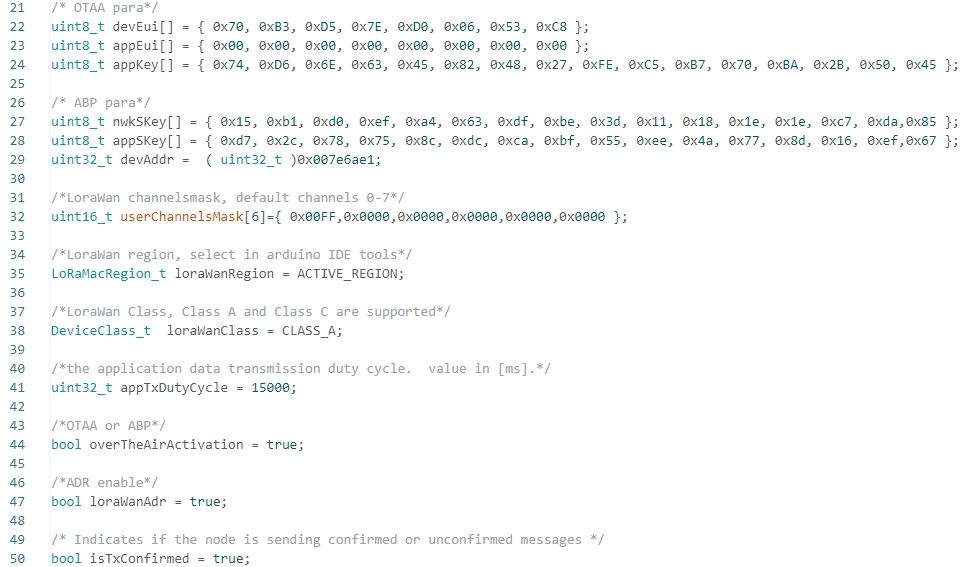 21 /* OTAA para*/
22 uint8_t devEui[] = { 0x70, 0xB3, 0xD5, 0x7E, 0xD0, 0x06, 0x53, 0xC8 };
23 uint8_t appEui[] = { 0x00, 0x00, 0x00, 0x00, 0x00, 0x00, 0x00, 0x00 };
24 uint8_t appKey[] = { 0x74, 0xD6, 0x6E, 0x63, 0x45, 0x82, 0x48, 0x27, 0xFE, 0xC5, 0xB7, 0x70, 0xBA, 0x2B, 0x50, 0x45 };
25
26 /* ABP para*/
27 uint8_t nwkSKey[] = { 0x15, 0xb1, 0xd0, 0xef, 0xa4, 0x63, 0xdf, 0xbe, 0x3d, 0x11, 0x18, 0x1e, 0x1e, 0xc7, 0xda,0x85 };
28 uint8_t appSKey[] = { 0xd7, 0x2c, 0x78, 0x75, 0x8c, 0xdc, 0xca, 0xbf, 0x55, 0xee, 0x4a, 0x77, 0x8d, 0x16, 0xef,0x67 };
29 uint32_t devAddr =  ( uint32_t )0x007e6ae1;
30
31 /*LoraWan channelsmask, default channels 0-7*/
32 uint16_t userChannelsMask[6]={ 0x00FF,0x0000,0x0000,0x0000,0x0000,0x0000 };
33
34 /*LoraWan region, select in arduino IDE tools*/
35 LoRaMacRegion_t loraWanRegion = ACTIVE_REGION;
36
37 /*LoraWan Class, Class A and Class C are supported*/
38 DeviceClass_t  loraWanClass = CLASS_A;
39
40 /*the application data transmission duty cycle.  value in [ms].*/
41 uint32_t appTxDutyCycle = 15000;
42
43 /*OTAA or ABP*/
44 bool overTheAirActivation = true;
45
46 /*ADR enable*/
47 bool loraWanAdr = true;
48
49 /* Indicates if the node is sending confirmed or unconfirmed messages */
50 bool isTxConfirmed = true;